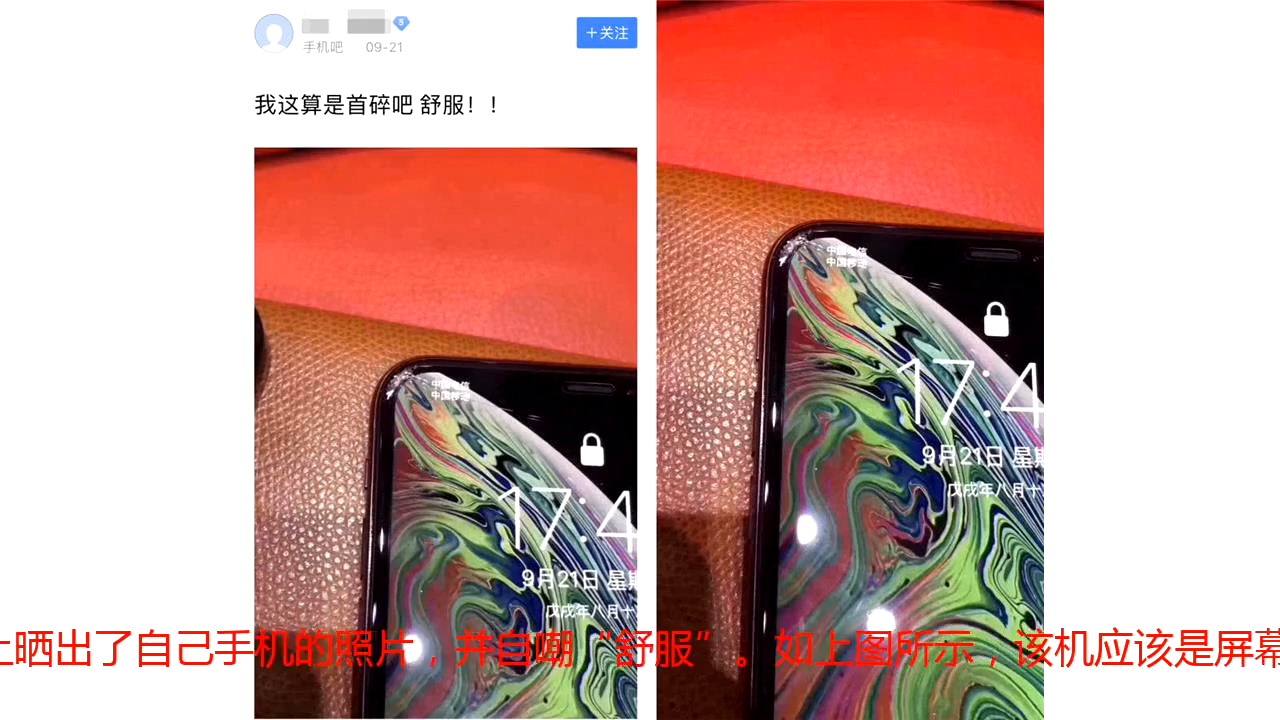 5
手机吧 09-21
+关注
我这算是首碎吧 舒服！！
中国电信
中国移动
17:4
9月21日 星期
戊戌年八月十
中国电信
中国移动
17:4
9月21日 星期
戊戌年八月十
上晒出了自己手机的照片，并自嘲“舒服”。如上图所示，该机应该是屏幕